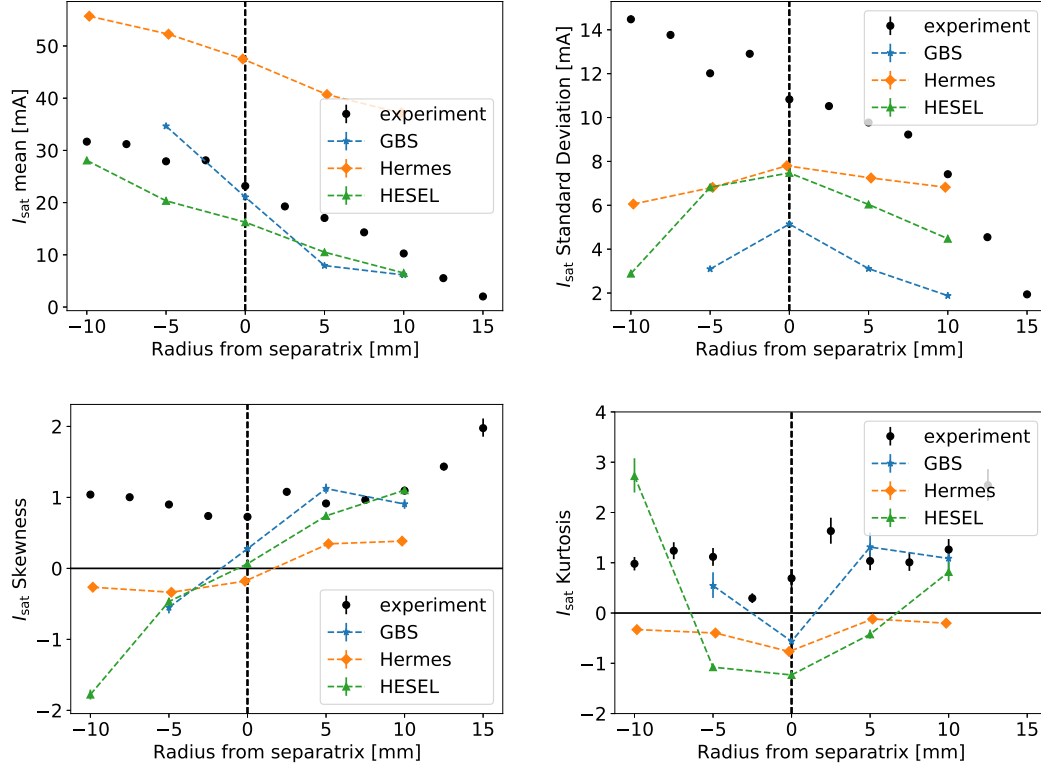 I_sat mean [mA]
50
40
30
20
10
0
experiment
GBS
Hermes
HESEL
−10
−5
0
5
10
15
Radius from separatrix [mm]
I_sat Standard Deviation [mA]
14
12
10
8
6
4
2
experiment
GBS
Hermes
HESEL
−10
−5
0
5
10
15
Radius from separatrix [mm]
I_sat Skewness
2
1
0
−1
−2
experiment
GBS
Hermes
HESEL
−10
−5
0
5
10
15
Radius from separatrix [mm]
I_sat Kurtosis
4
3
2
1
0
−1
−2
experiment
GBS
Hermes
HESEL
−10
−5
0
5
10
15
Radius from separatrix [mm]